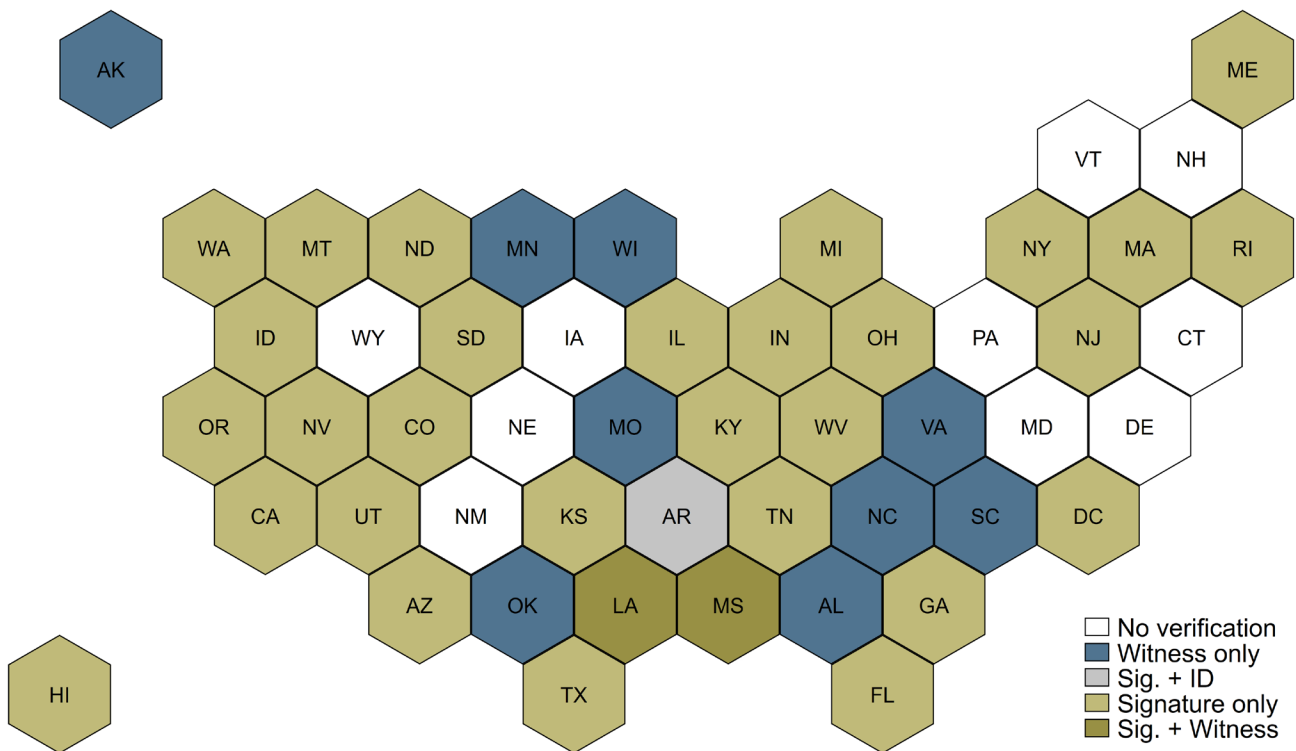 AK
ME
VT NH
WA MT ND MN WI MI NY MA RI
ID WY SD IA IL IN OH PA NJ CT
OR NV CO NE MO KY WV VA MD DE
CA UT NM KS AR TN NC SC DC
AZ OK LA MS AL GA
HI TX FL
No verification
Witness only
Sig. + ID
Signature only
Sig. + Witness